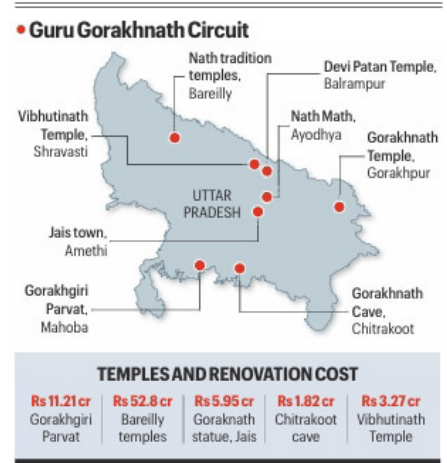 Guru Gorakhnath Circuit
Nath tradition
temples,
Bareilly
Devi Patan Temple,
Balrampur
Vibhutinath
Temple,
Shravasti
Nath Math,
Ayodhya
Gorakhnath
Temple,
Gorakhpur
UTTAR
PRADESH
Jais town,
Amethi
Gorakhgiri
Parvat,
Mahoba
Gorakhnath
Cave,
Chitrakoot
TEMPLES AND RENOVATION COST
Rs 11.21 cr
Gorakhgiri
Parvat
Rs 52.8 cr
Bareilly
temples
Rs 5.95 cr
Goraknath
statue, Jais
Rs 1.82 cr
Chitrakoot
cave
Rs 3.27 cr
Vibhutinath
Temple